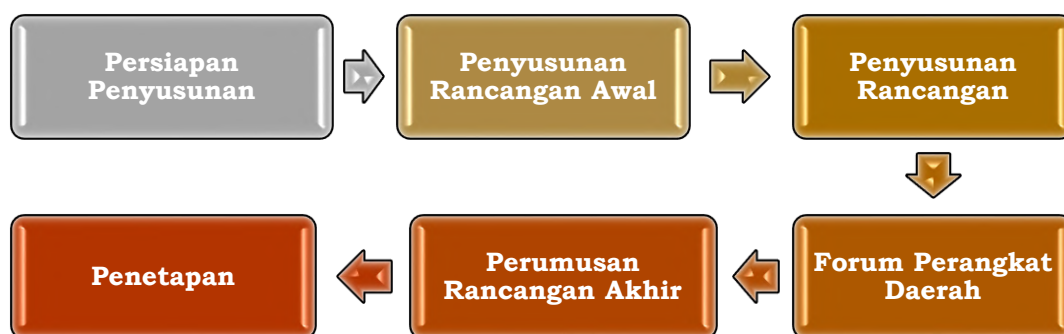 Persiapan
Penyusunan
Penyusunan
Rancangan Awal
Penyusunan
Rancangan
Forum Perangkat
Daerah
Perumusan
Rancangan Akhir
Penetapan